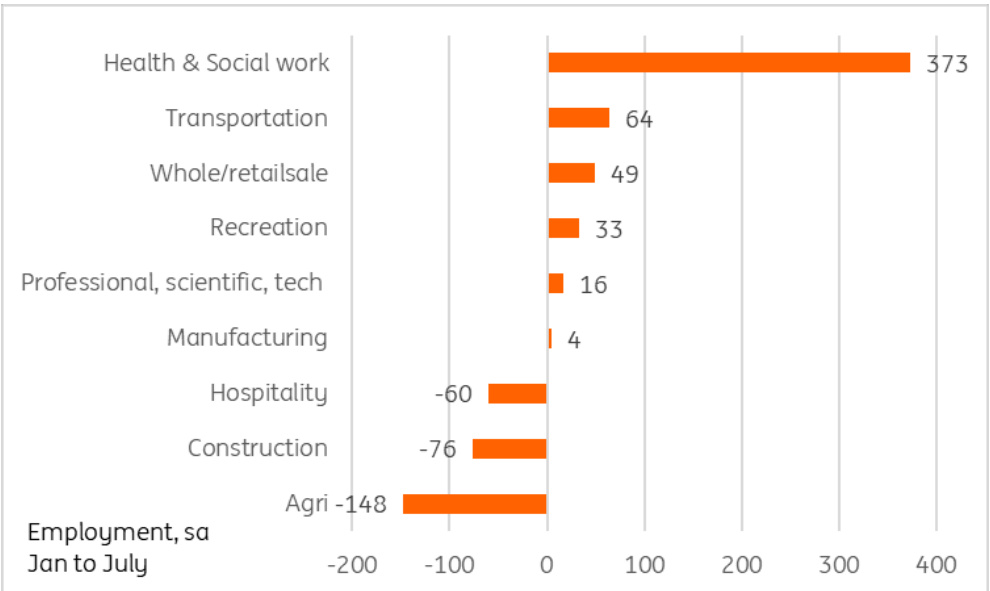 Health & Social work 373
Transportation 64
Whole/retailsale 49
Recreation 33
Professional, scientific, tech 16
Manufacturing 4
Hospitality -60
Construction -76
Agri -148
Employment, sa
Jan to July
-200 -100 0 100 200 300 400